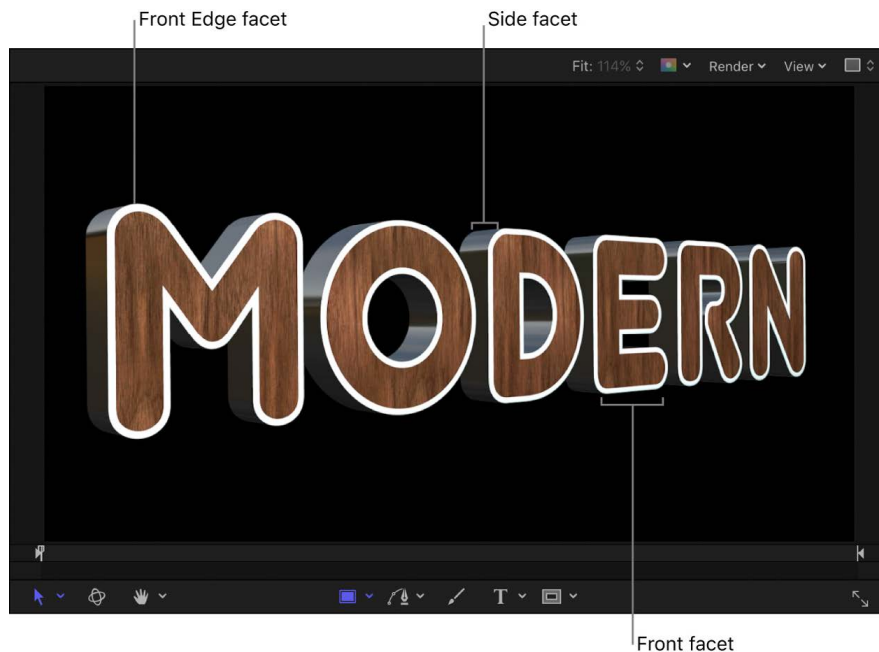 Front Edge facet
Side facet
Fit: 114%
Render
View
MODERN
T
Front facet